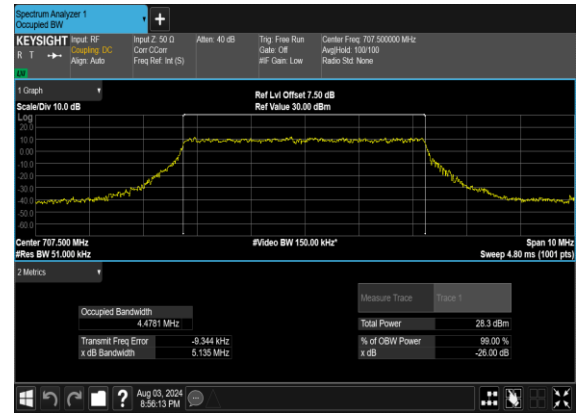 Spectrum Analyzer 1
Occupied BW
+
KEYSIGHT
R T
LXI
Input: RF
Coupling: DC
Align: Auto
Input Z: 50 Ω
Corr CCorr
Freq Ref: Int (S)
Atten: 40 dB
Trig: Free Run
Gate: Off
#IF Gain: Low
Center Freq: 707.500000 MHz
Avg|Hold: 100/100
Radio Std: None
1 Graph
Scale/Div 10.0 dB
Ref Lvl Offset 7.50 dB
Ref Value 30.00 dBm
Log
20.0
10.0
0.00
-10.0
-20.0
-30.0
-40.0
-50.0
-60.0
Center 707.500 MHz
#Res BW 51.000 kHz
#Video BW 150.00 kHz*
Span 10 MHz
Sweep 4.80 ms (1001 pts)
2 Metrics
Measure Trace Trace 1
Occupied Bandwidth
4.4781 MHz
Total Power 28.3 dBm
Transmit Freq Error -9.344 kHz
% of OBW Power 99.00 %
x dB Bandwidth 5.135 MHz
x dB -26.00 dB
?
Aug 03, 2024
8:56:13 PM